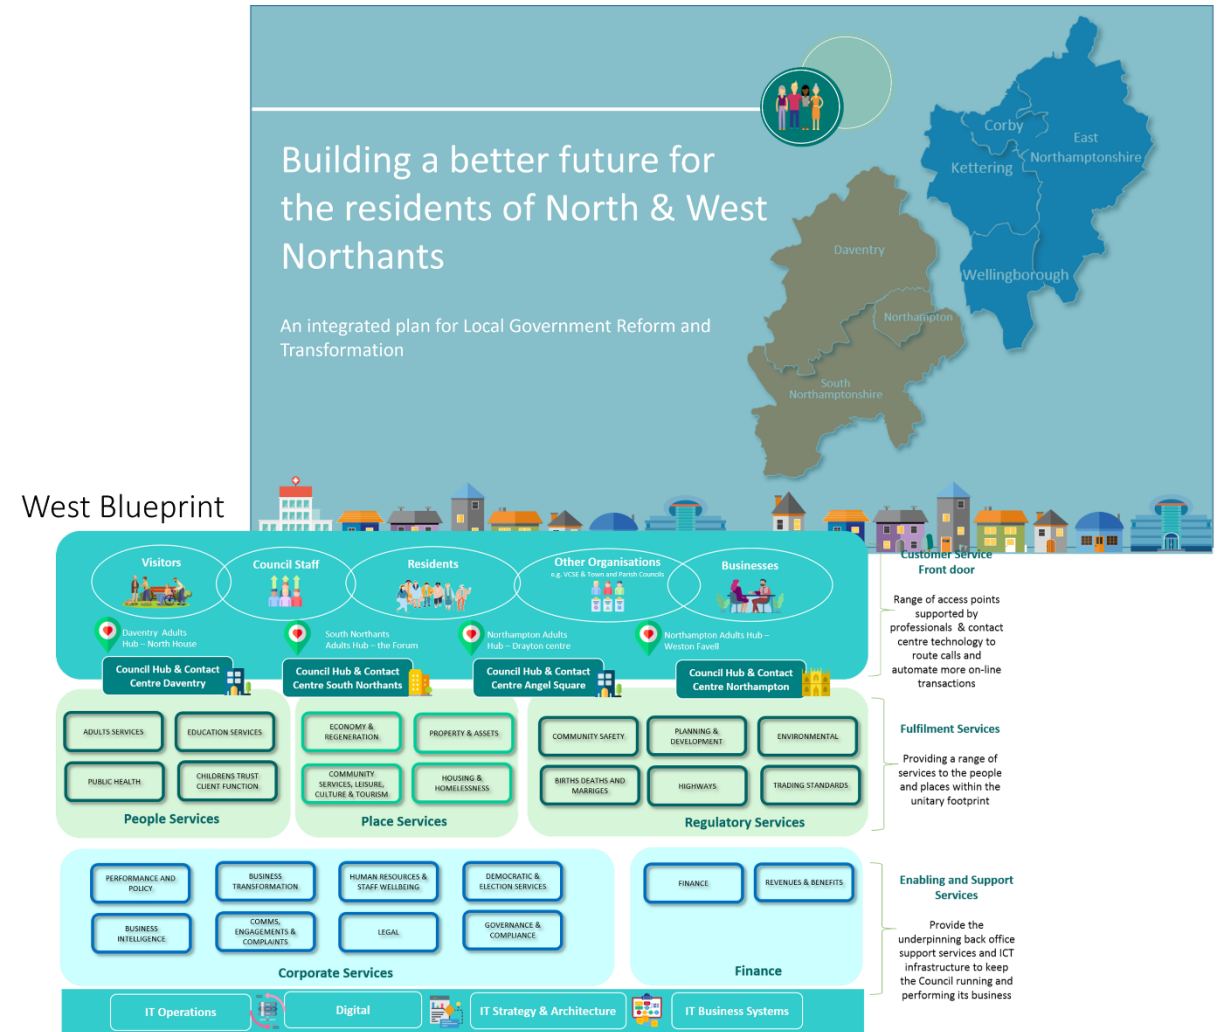 Building a better future for
the residents of North & West
Northants
An integrated plan for Local Government Reform and
Transformation
Corby
East
Northamptonshire
Kettering
Daventry
Wellingborough
Northampton
South
Northamptonshire
West Blueprint
Visitors
Council Staff
Residents
Other Organisations
e.g. VCSE & Town and Parish Councils
Businesses
Daventry Adults
Hub – North House
South Northants
Adults Hub – the Forum
Northampton Adults
Hub – Drayton centre
Northampton Adults Hub –
Weston Favell
Council Hub & Contact
Centre Daventry
Council Hub & Contact
Centre South Northants
Council Hub & Contact
Centre Angel Square
Council Hub & Contact
Centre Northampton
Customer Service
Front door
Range of access points
supported by
professionals & contact
centre technology to
route calls and
automate more on-line
transactions
ADULTS SERVICES
EDUCATION SERVICES
PUBLIC HEALTH
CHILDRENS TRUST
CLIENT FUNCTION
People Services
ECONOMY &
REGENERATION
PROPERTY & ASSETS
COMMUNITY
SERVICES, LEISURE,
CULTURE & TOURISM
HOUSING &
HOMELESSNESS
Place Services
COMMUNITY SAFETY
PLANNING &
DEVELOPMENT
ENVIRONMENTAL
BIRTHS DEATHS AND
MARRIGES
HIGHWAYS
TRADING STANDARDS
Regulatory Services
Fulfilment Services
Providing a range of
services to the people
and places within the
unitary footprint
PERFORMANCE AND
POLICY
BUSINESS
TRANSFORMATION
HUMAN RESOURCES &
STAFF WELLBEING
DEMOCRATIC &
ELECTION SERVICES
BUSINESS
INTELLIGENCE
COMMS,
ENGAGEMENTS &
COMPLAINTS
LEGAL
GOVERNANCE &
COMPLIANCE
Corporate Services
FINANCE
REVENUES & BENEFITS
Finance
Enabling and Support
Services
Provide the
underpinning back office
support services and ICT
infrastructure to keep
the Council running and
performing its business
IT Operations
Digital
IT Strategy & Architecture
IT Business Systems